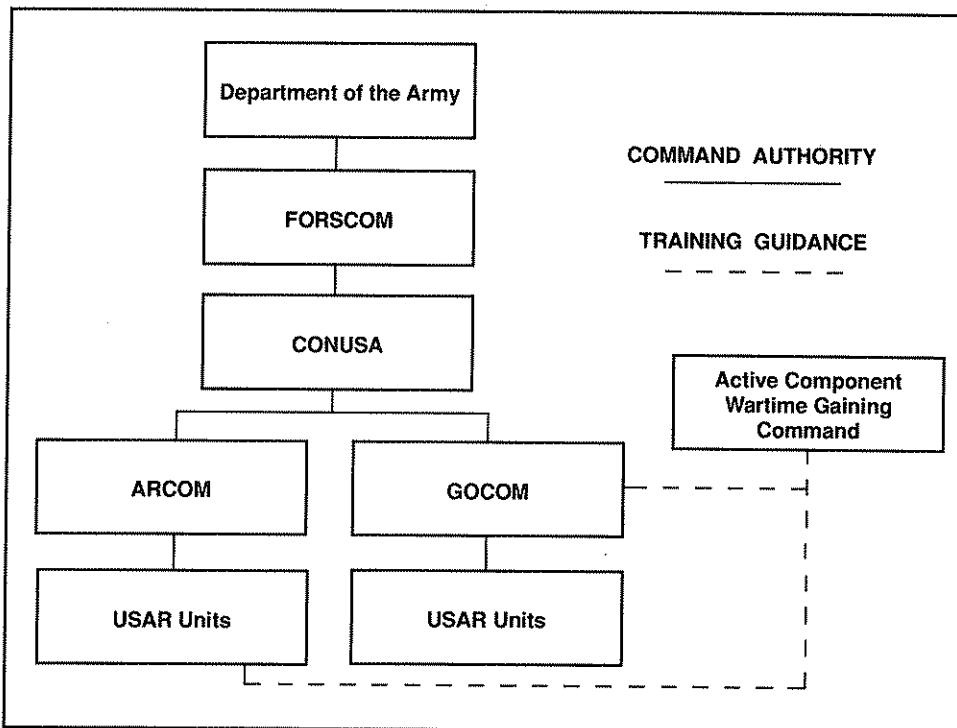 Department of the Army
FORSCOM
CONUSA
ARCOM
GOCOM
USAR Units
USAR Units
COMMAND AUTHORITY
TRAINING GUIDANCE
Active Component
Wartime Gaining
Command